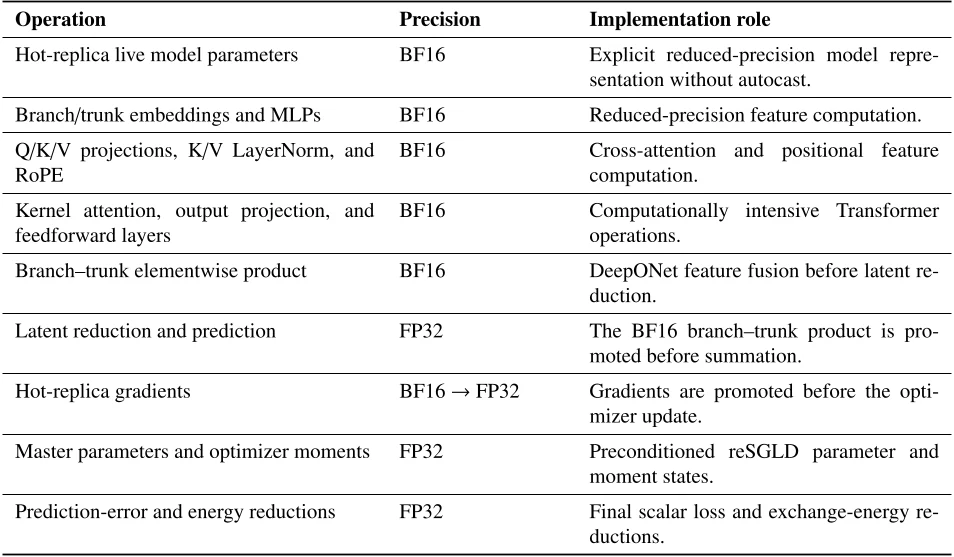 Operation Precision Implementation role
Hot-replica live model parameters BF16 Explicit reduced-precision model repre-
sentation without autocast.
Branch/trunk embeddings and MLPs BF16 Reduced-precision feature computation.
Q/K/V projections, K/V LayerNorm, and BF16 Cross-attention and positional feature
RoPE computation.
Kernel attention, output projection, and BF16 Computationally intensive Transformer
feedforward layers operations.
Branch–trunk elementwise product BF16 DeepONet feature fusion before latent re-
duction.
Latent reduction and prediction FP32 The BF16 branch–trunk product is pro-
moted before summation.
Hot-replica gradients BF16 → FP32 Gradients are promoted before the opti-
mizer update.
Master parameters and optimizer moments FP32 Preconditioned reSGLD parameter and
moment states.
Prediction-error and energy reductions FP32 Final scalar loss and exchange-energy re-
ductions.